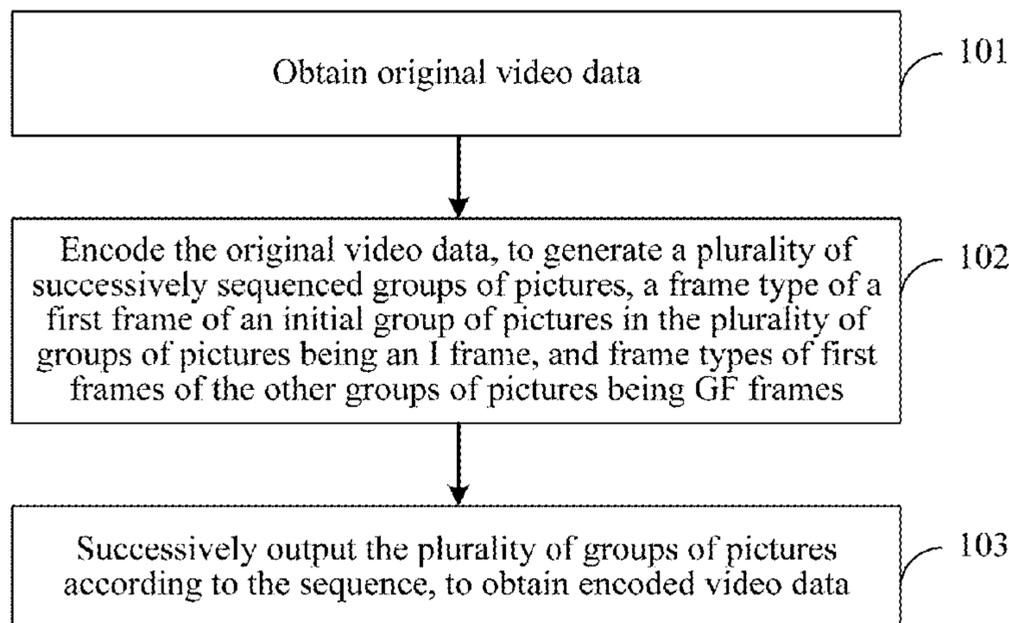 Obtain original video data
101
Encode the original video data, to generate a plurality of
successively sequenced groups of pictures, a frame type of a
first frame of an initial group of pictures in the plurality of
groups of pictures being an I frame, and frame types of first
frames of the other groups of pictures being GF frames
102
Successively output the plurality of groups of pictures
according to the sequence, to obtain encoded video data
103